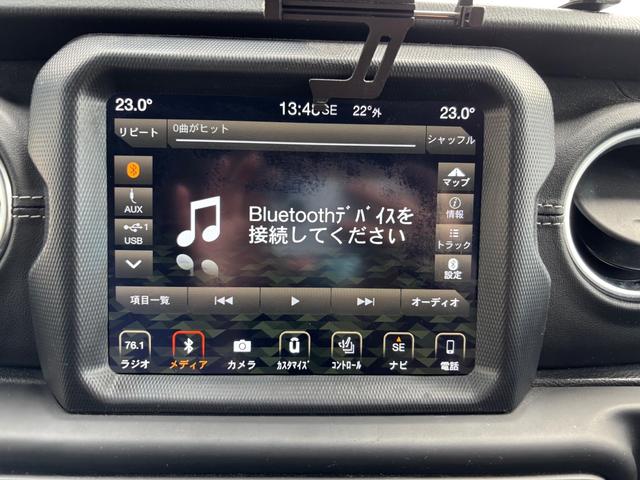 23.0° 13:48SE 22°外 23.0°
リピート 0曲がヒット シャッフル
マップ
AUX
情報
Bluetoothﾃﾞﾊﾞｲｽを
接続してください
1
USB
トラック
設定
項目一覧 オーディオ
76.1 SE
ラジオ メディア カメラ ｶｽﾀﾏｲｽﾞ ｺﾝﾄﾛｰﾙ ナビ 電話